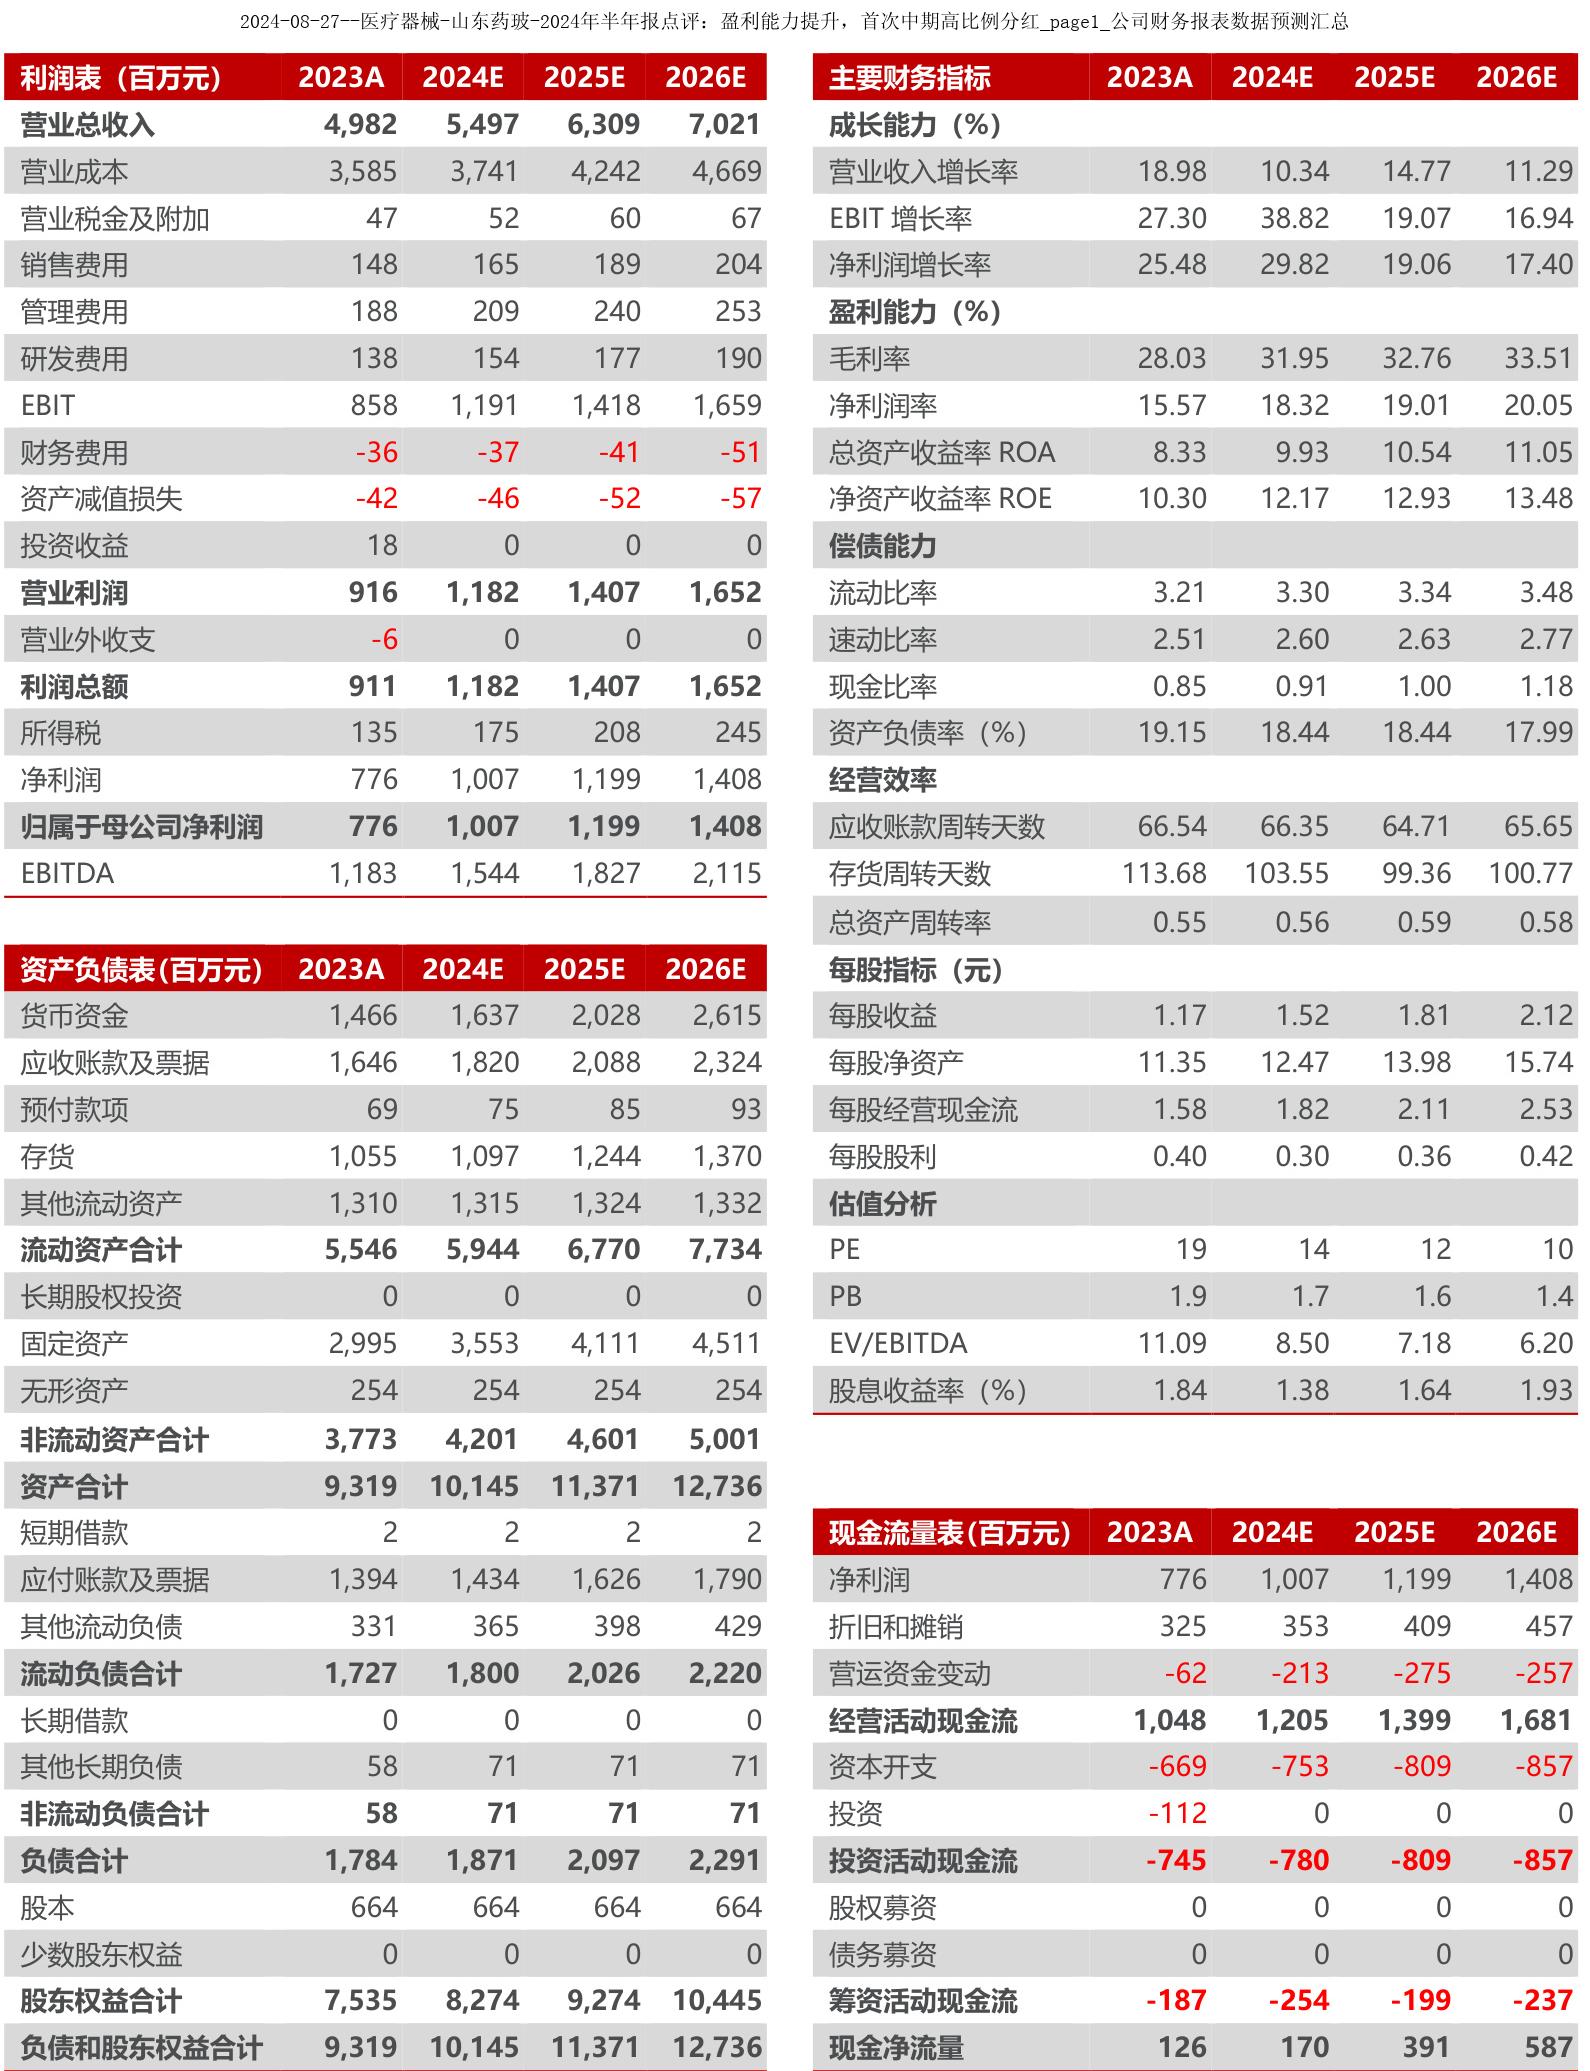 2024-08-27--医疗器械-山东药玻-2024年半年报点评：盈利能力提升，首次中期高比例分红_page1_公司财务报表数据预测汇总
利润表（百万元） 2023A 2024E 2025E 2026E
营业总收入 4,982 5,497 6,309 7,021
营业成本 3,585 3,741 4,242 4,669
营业税金及附加 47 52 60 67
销售费用 148 165 189 204
管理费用 188 209 240 253
研发费用 138 154 177 190
EBIT 858 1,191 1,418 1,659
财务费用 -36 -37 -41 -51
资产减值损失 -42 -46 -52 -57
投资收益 18 0 0 0
营业利润 916 1,182 1,407 1,652
营业外收支 -6 0 0 0
利润总额 911 1,182 1,407 1,652
所得税 135 175 208 245
净利润 776 1,007 1,199 1,408
归属于母公司净利润 776 1,007 1,199 1,408
EBITDA 1,183 1,544 1,827 2,115
资产负债表(百万元) 2023A 2024E 2025E 2026E
货币资金 1,466 1,637 2,028 2,615
应收账款及票据 1,646 1,820 2,088 2,324
预付款项 69 75 85 93
存货 1,055 1,097 1,244 1,370
其他流动资产 1,310 1,315 1,324 1,332
流动资产合计 5,546 5,944 6,770 7,734
长期股权投资 0 0 0 0
固定资产 2,995 3,553 4,111 4,511
无形资产 254 254 254 254
非流动资产合计 3,773 4,201 4,601 5,001
资产合计 9,319 10,145 11,371 12,736
短期借款 2 2 2 2
应付账款及票据 1,394 1,434 1,626 1,790
其他流动负债 331 365 398 429
流动负债合计 1,727 1,800 2,026 2,220
长期借款 0 0 0 0
其他长期负债 58 71 71 71
非流动负债合计 58 71 71 71
负债合计 1,784 1,871 2,097 2,291
股本 664 664 664 664
少数股东权益 0 0 0 0
股东权益合计 7,535 8,274 9,274 10,445
负债和股东权益合计 9,319 10,145 11,371 12,736
主要财务指标 2023A 2024E 2025E 2026E
成长能力（%）
营业收入增长率 18.98 10.34 14.77 11.29
EBIT 增长率 27.30 38.82 19.07 16.94
净利润增长率 25.48 29.82 19.06 17.40
盈利能力（%）
毛利率 28.03 31.95 32.76 33.51
净利润率 15.57 18.32 19.01 20.05
总资产收益率 ROA 8.33 9.93 10.54 11.05
净资产收益率 ROE 10.30 12.17 12.93 13.48
偿债能力
流动比率 3.21 3.30 3.34 3.48
速动比率 2.51 2.60 2.63 2.77
现金比率 0.85 0.91 1.00 1.18
资产负债率（%） 19.15 18.44 18.44 17.99
经营效率
应收账款周转天数 66.54 66.35 64.71 65.65
存货周转天数 113.68 103.55 99.36 100.77
总资产周转率 0.55 0.56 0.59 0.58
每股指标（元）
每股收益 1.17 1.52 1.81 2.12
每股净资产 11.35 12.47 13.98 15.74
每股经营现金流 1.58 1.82 2.11 2.53
每股股利 0.40 0.30 0.36 0.42
估值分析
PE 19 14 12 10
PB 1.9 1.7 1.6 1.4
EV/EBITDA 11.09 8.50 7.18 6.20
股息收益率（%） 1.84 1.38 1.64 1.93
现金流量表(百万元) 2023A 2024E 2025E 2026E
净利润 776 1,007 1,199 1,408
折旧和摊销 325 353 409 457
营运资金变动 -62 -213 -275 -257
经营活动现金流 1,048 1,205 1,399 1,681
资本开支 -669 -753 -809 -857
投资 -112 0 0 0
投资活动现金流 -745 -780 -809 -857
股权募资 0 0 0 0
债务募资 0 0 0 0
筹资活动现金流 -187 -254 -199 -237
现金净流量 126 170 391 587